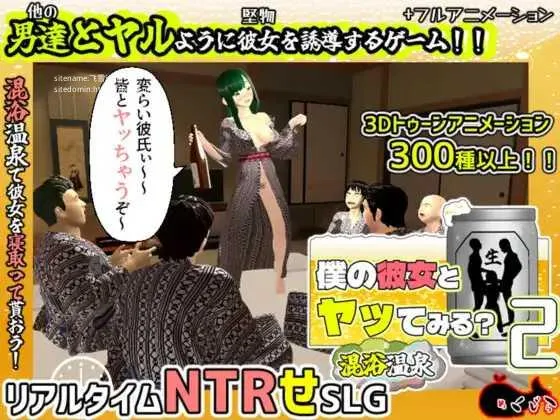 他の
堅物
+フルアニメーション
男達とヤルように彼女を誘導するゲーム！！
sitename:飞雪
sitedomin:ht
変らい彼氏ぃ～～
皆とヤッちゃうぞ～
混浴温泉で彼女を寝取って貰おう！
3Dトゥーンアニメーション
300種以上！！
生
僕の彼女と
ヤッてみる？
2
混浴温泉
リアルタイムNTRせSLG